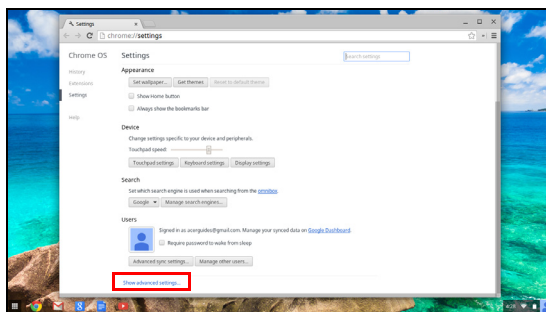 Settings
chrome://settings
Chrome OS
Settings
Search settings
History
Extensions
Settings
Help
Appearance
Set wallpaper... Get themes Reset to default theme
Show Home button
Always show the bookmarks bar
Device
Change settings specific to your device and peripherals.
Touchpad speed:
Touchpad settings Keyboard settings Display settings
Search
Set which search engine is used when searching from the omnibox.
Google Manage search engines...
Users
Signed in as acerguides@gmail.com. Manage your synced data on Google Dashboard.
Require password to wake from sleep
Advanced sync settings... Manage other users...
Show advanced settings...
4:28